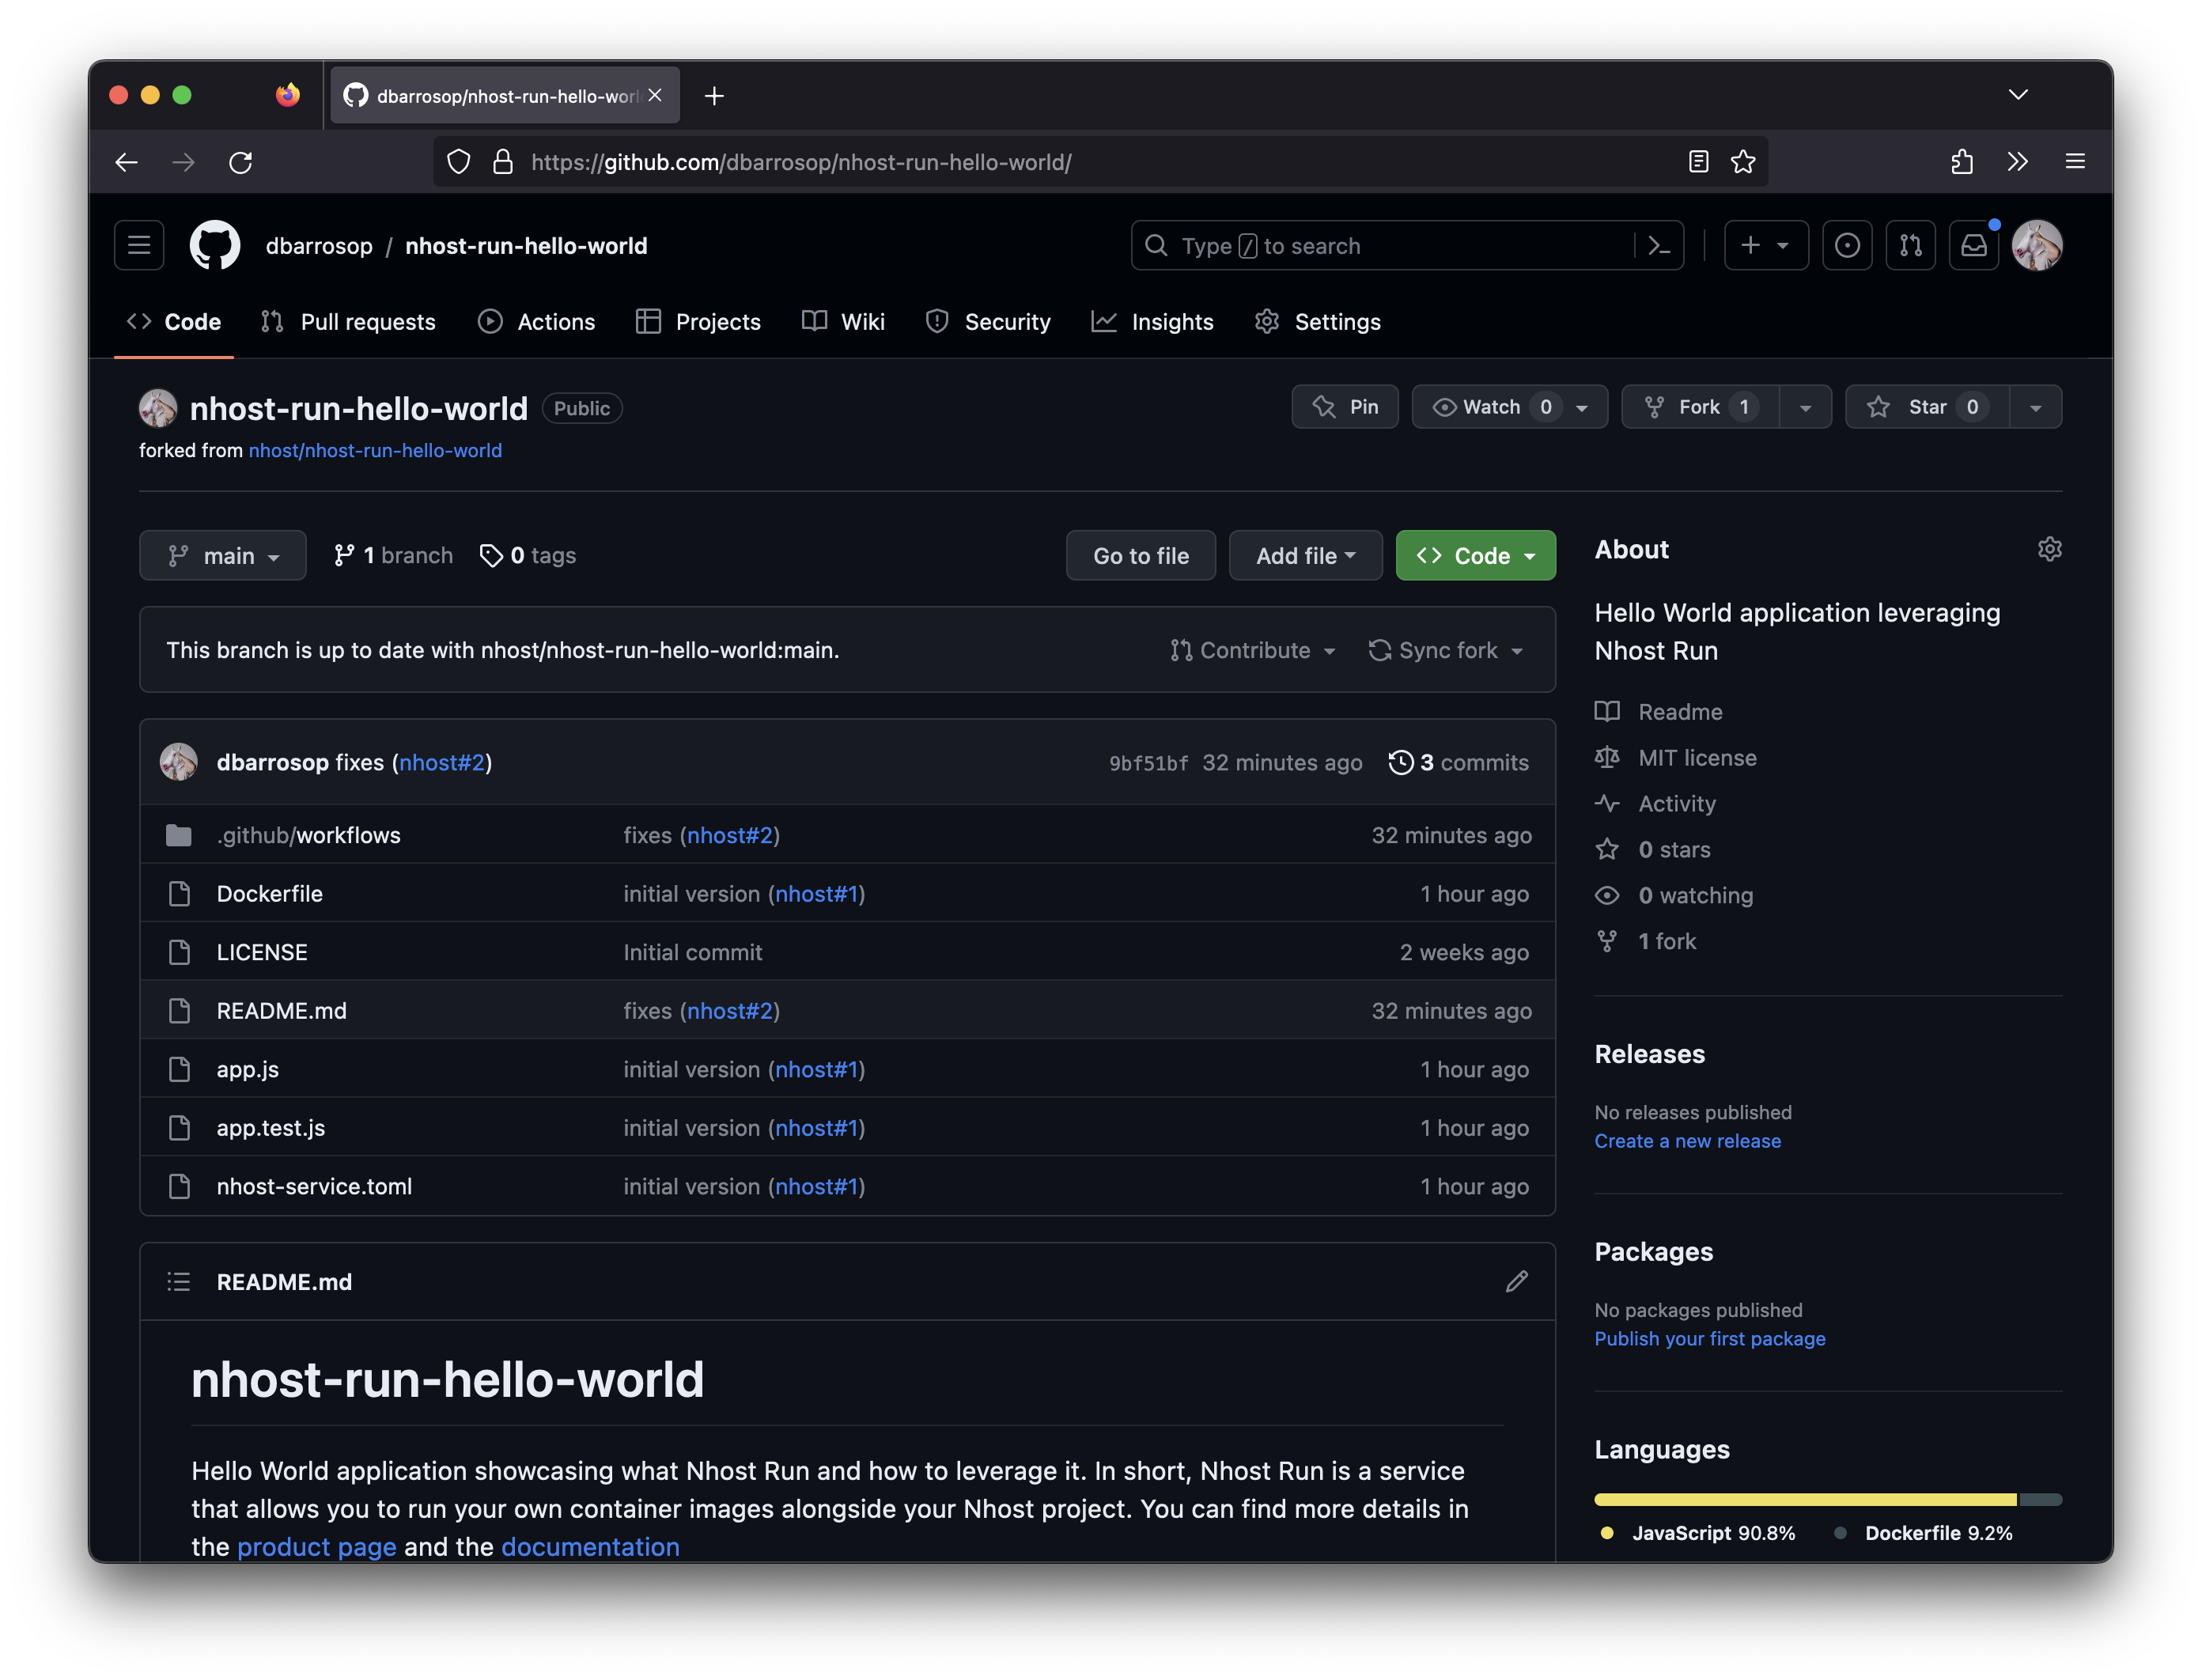 dbarrosop/nhost-run-hello-worl
https://github.com/dbarrosop/nhost-run-hello-world/
dbarrosop / nhost-run-hello-world
Type / to search
Code Pull requests Actions Projects Wiki Security Insights Settings
nhost-run-hello-world Public
Pin Watch 0 Fork 1 Star 0
forked from nhost/nhost-run-hello-world
main 1 branch 0 tags Go to file Add file Code
This branch is up to date with nhost/nhost-run-hello-world:main. Contribute Sync fork
dbarrosop fixes (nhost#2) 9bf51bf 32 minutes ago 3 commits
.github/workflows fixes (nhost#2) 32 minutes ago
Dockerfile initial version (nhost#1) 1 hour ago
LICENSE Initial commit 2 weeks ago
README.md fixes (nhost#2) 32 minutes ago
app.js initial version (nhost#1) 1 hour ago
app.test.js initial version (nhost#1) 1 hour ago
nhost-service.toml initial version (nhost#1) 1 hour ago
README.md
nhost-run-hello-world
Hello World application showcasing what Nhost Run and how to leverage it. In short, Nhost Run is a service
that allows you to run your own container images alongside your Nhost project. You can find more details in
the product page and the documentation
About
Hello World application leveraging
Nhost Run
Readme
MIT license
Activity
0 stars
0 watching
1 fork
Releases
No releases published
Create a new release
Packages
No packages published
Publish your first package
Languages
JavaScript 90.8% Dockerfile 9.2%